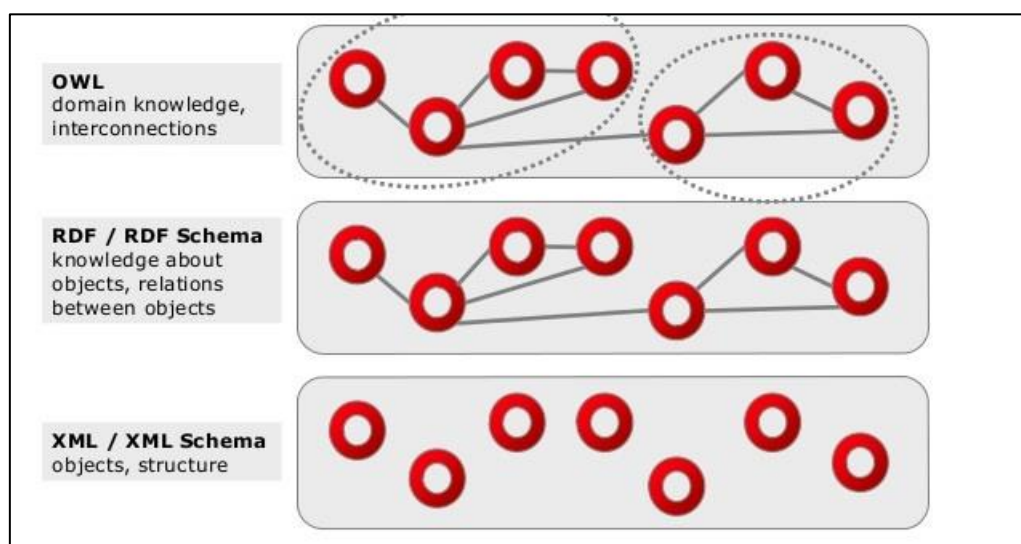 OWL
domain knowledge,
interconnections
RDF / RDF Schema
knowledge about
objects, relations
between objects
XML / XML Schema
objects, structure